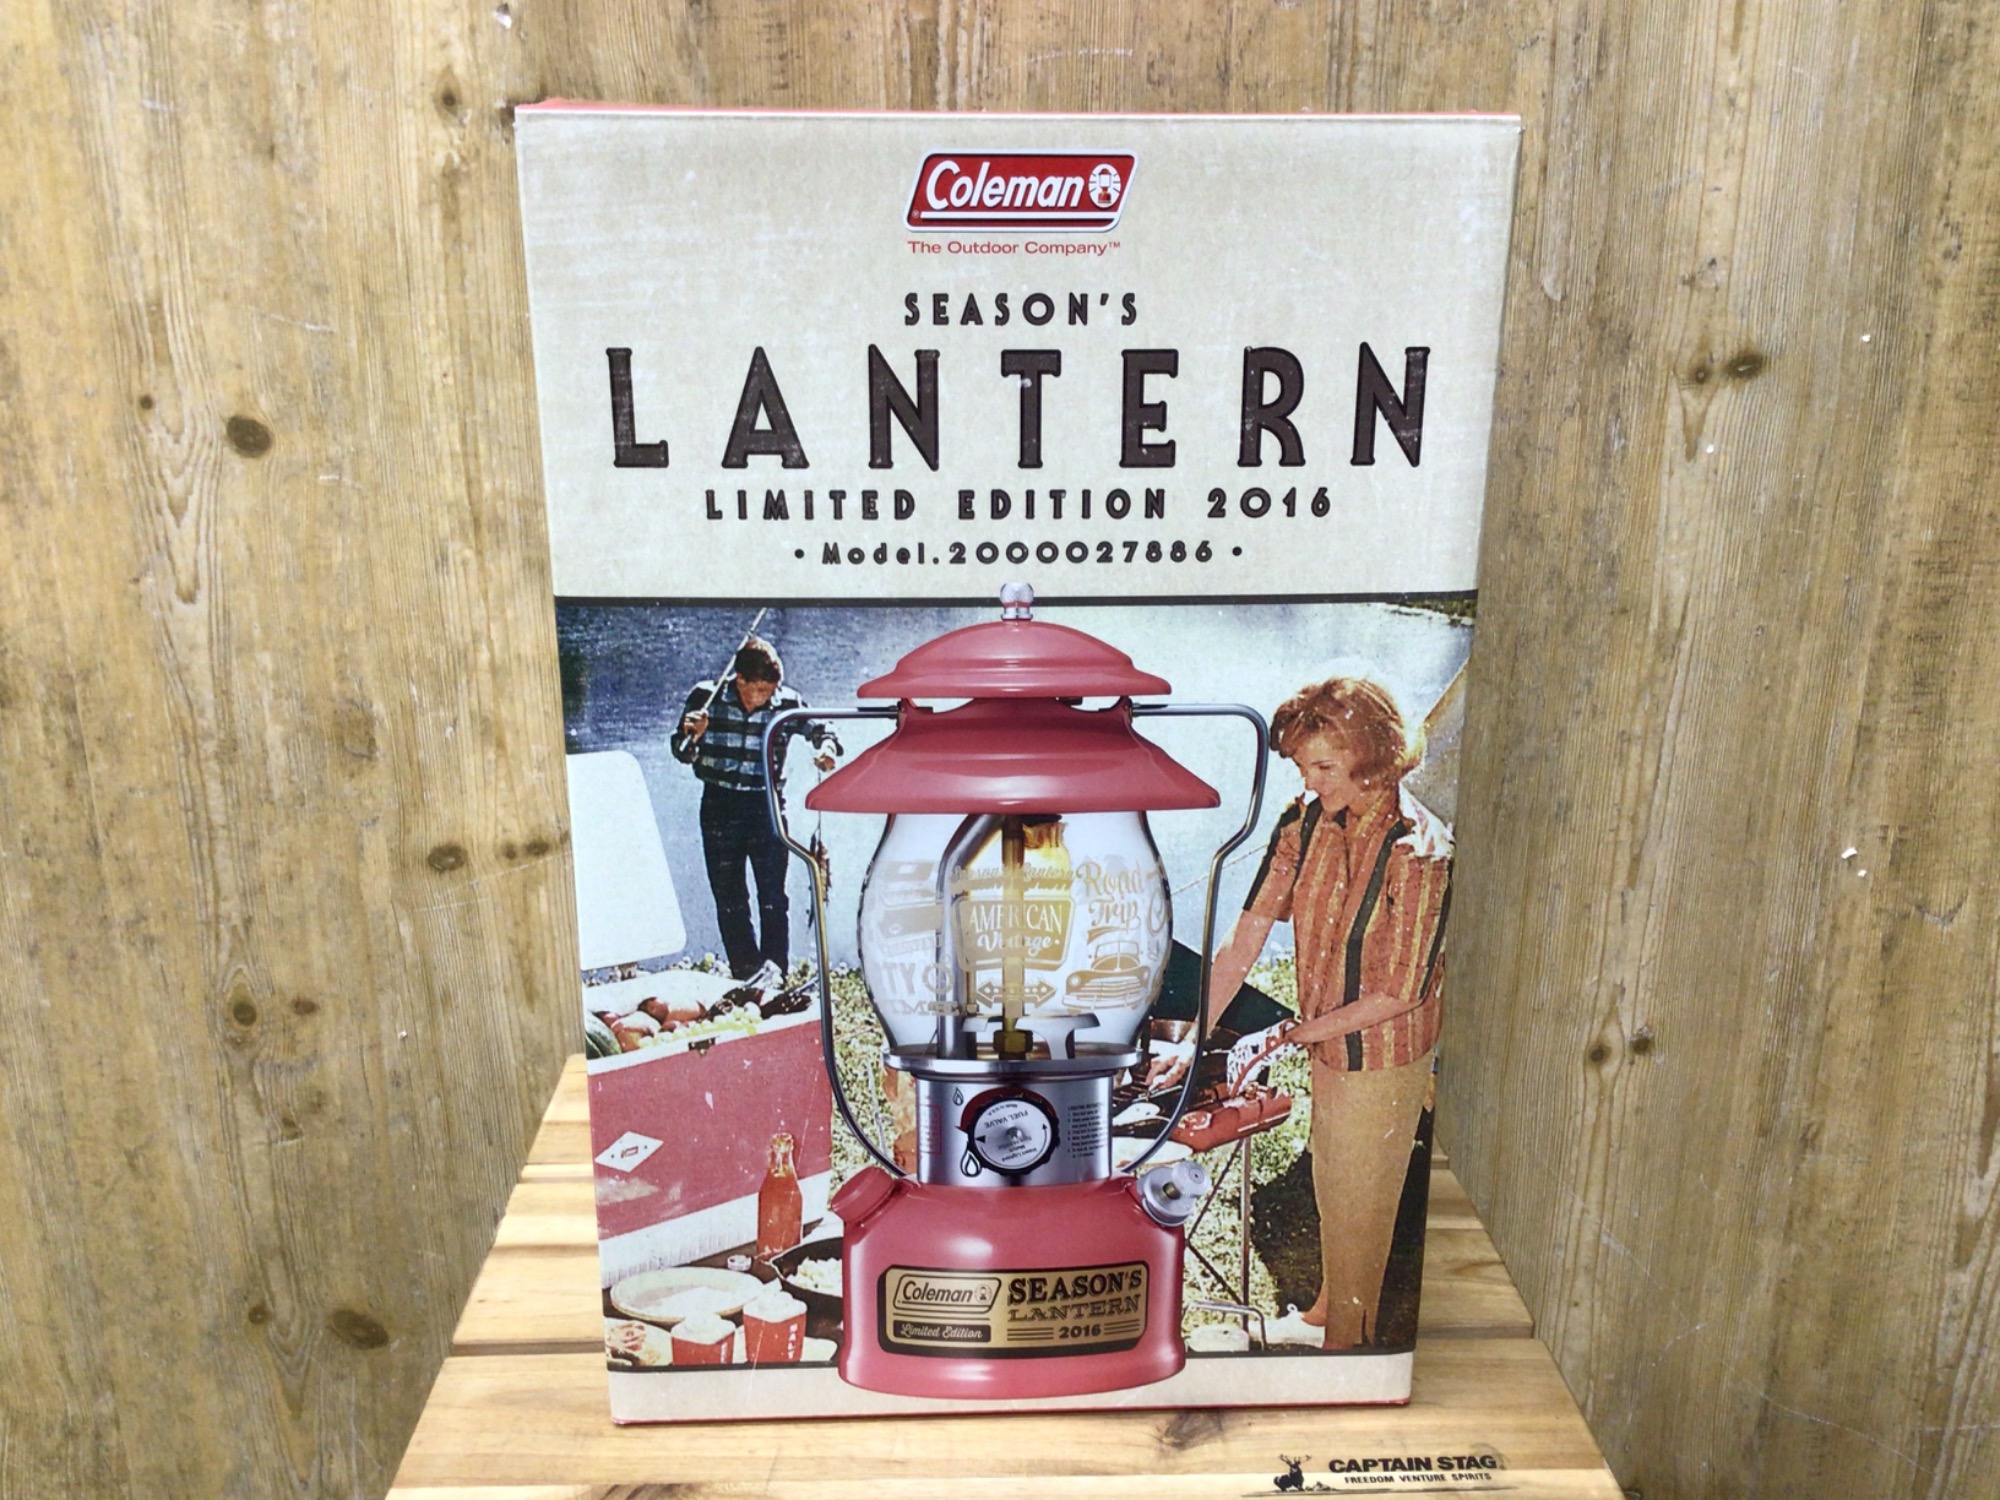 Coleman
The Outdoor Company™
SEASON'S
LANTERN
LIMITED EDITION 2016
• Model.2000027886 •
Road
Trip
AMERICAN
Vintage
FUEL VALVE
Coleman
Limited Edition
SEASON'S
LANTERN
2016
SALT
CAPTAIN STAG
FREEDOM VENTURE SPIRITS